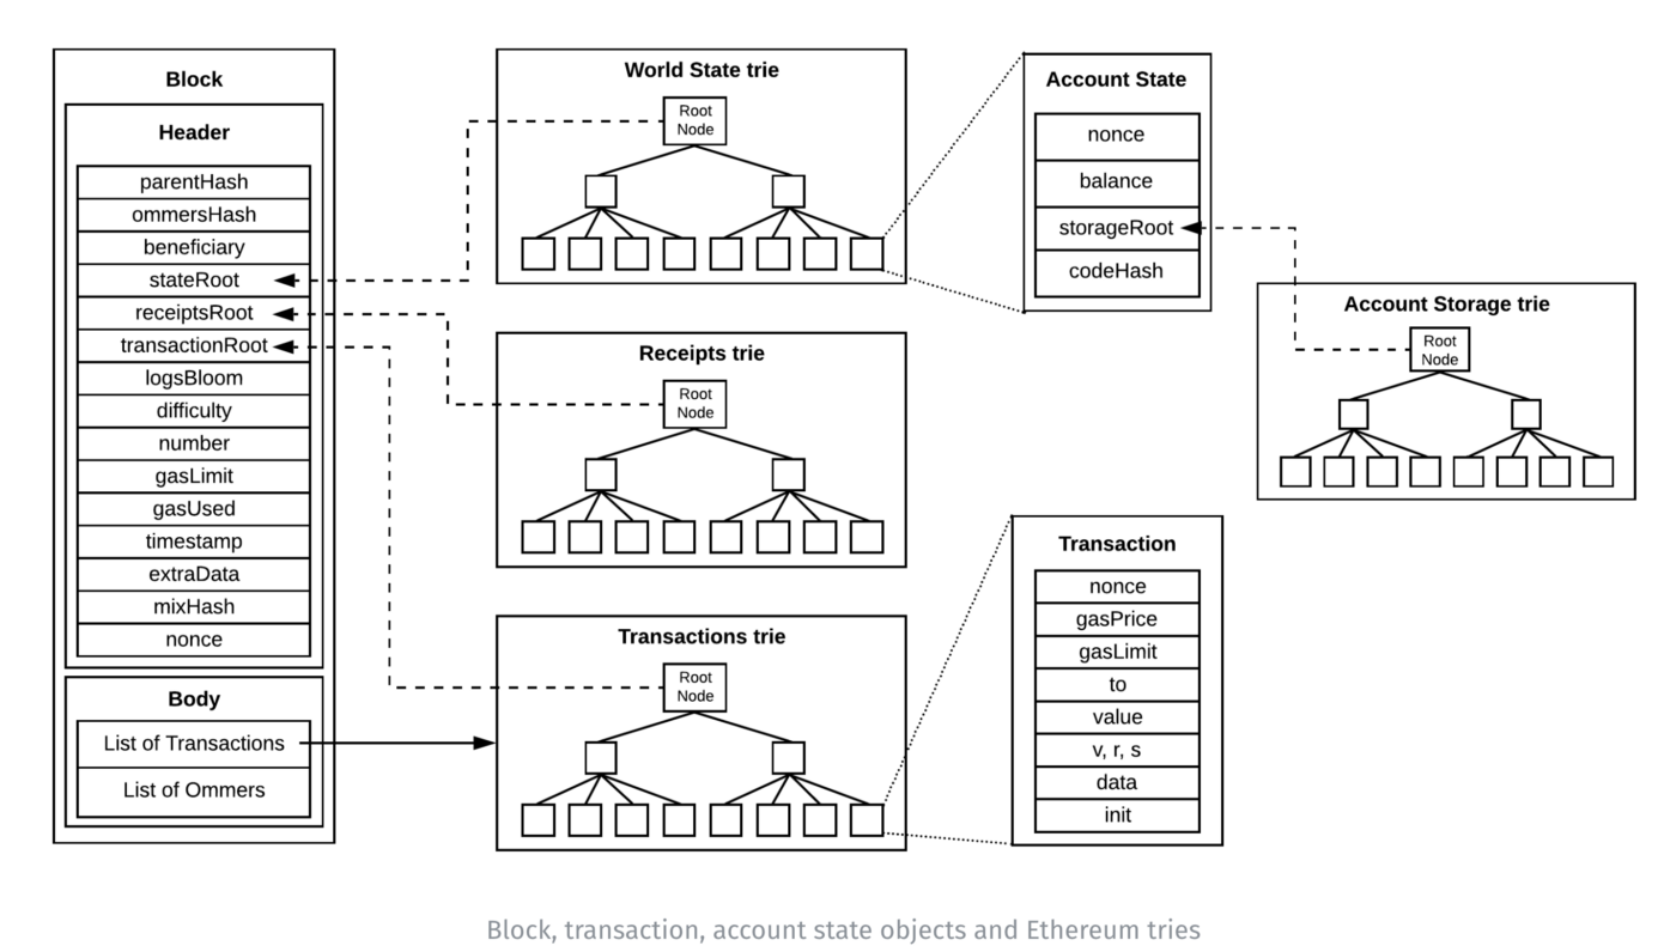 Block
Header
parentHash
ommersHash
beneficiary
stateRoot
receiptsRoot
transactionRoot
logsBloom
difficulty
number
gasLimit
gasUsed
timestamp
extraData
mixHash
nonce
Body
List of Transactions
List of Ommers
World State trie
Root
Node
Receipts trie
Root
Node
Transactions trie
Root
Node
Account State
nonce
balance
storageRoot
codeHash
Account Storage trie
Root
Node
Transaction
nonce
gasPrice
gasLimit
to
value
v, r, s
data
init
Block, transaction, account state objects and Ethereum tries